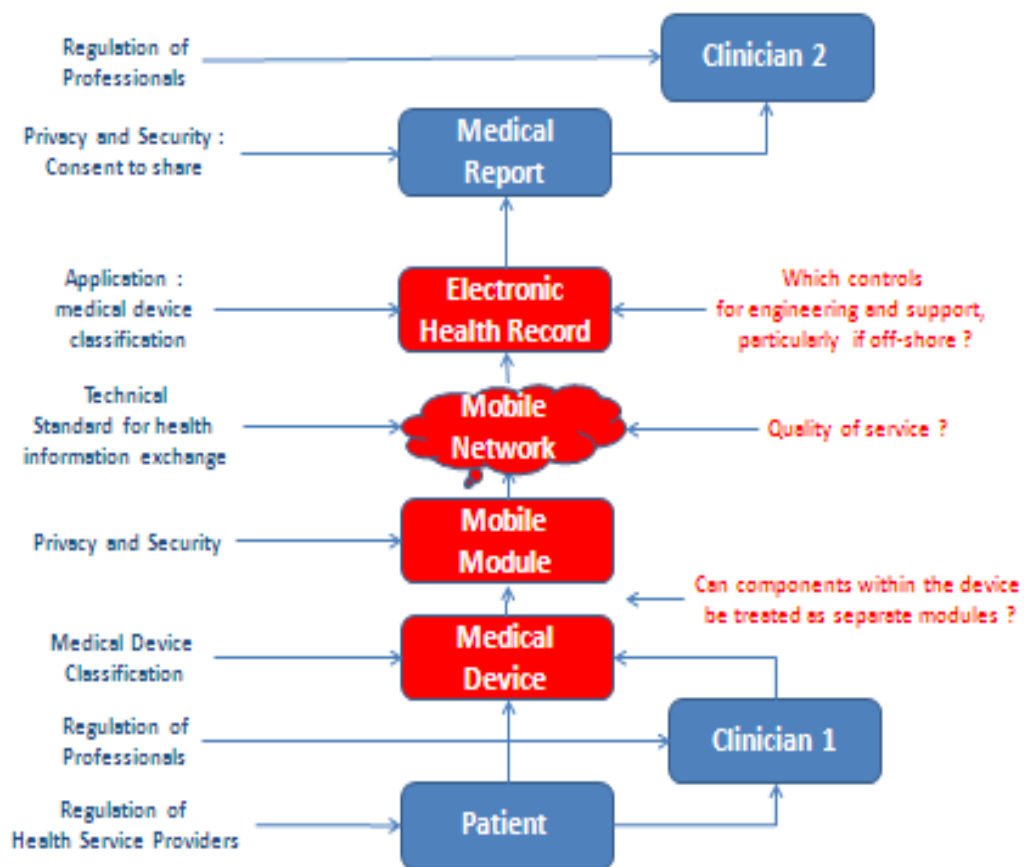 Regulation of
Professionals
Clinician 2
Privacy and Security :
Consent to share
Medical
Report
Application :
medical device
classification
Electronic
Health Record
Which controls
for engineering and support,
particularly if off-shore ?
Technical
Standard for health
information exchange
Mobile
Network
Quality of service ?
Privacy and Security
Mobile
Module
Can components within the device
be treated as separate modules ?
Medical Device
Classification
Medical
Device
Regulation of
Professionals
Clinician 1
Regulation of
Health Service Providers
Patient